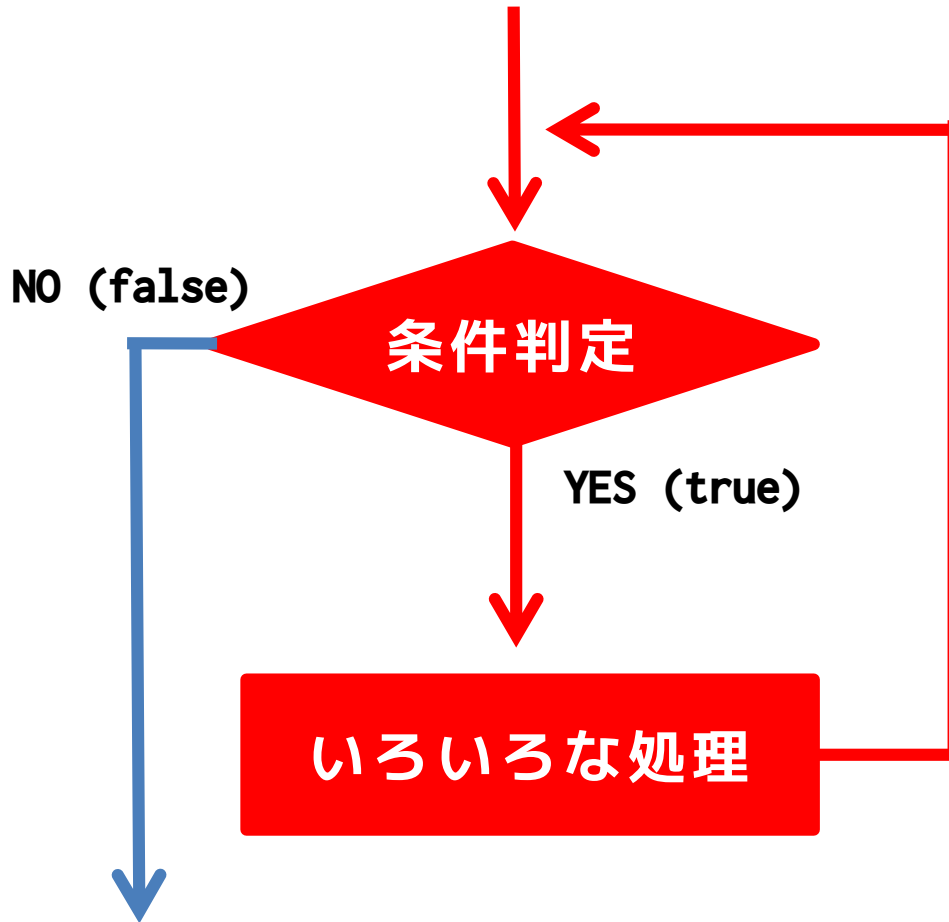 NO (false)
条件判定
YES (true)
いろいろな処理